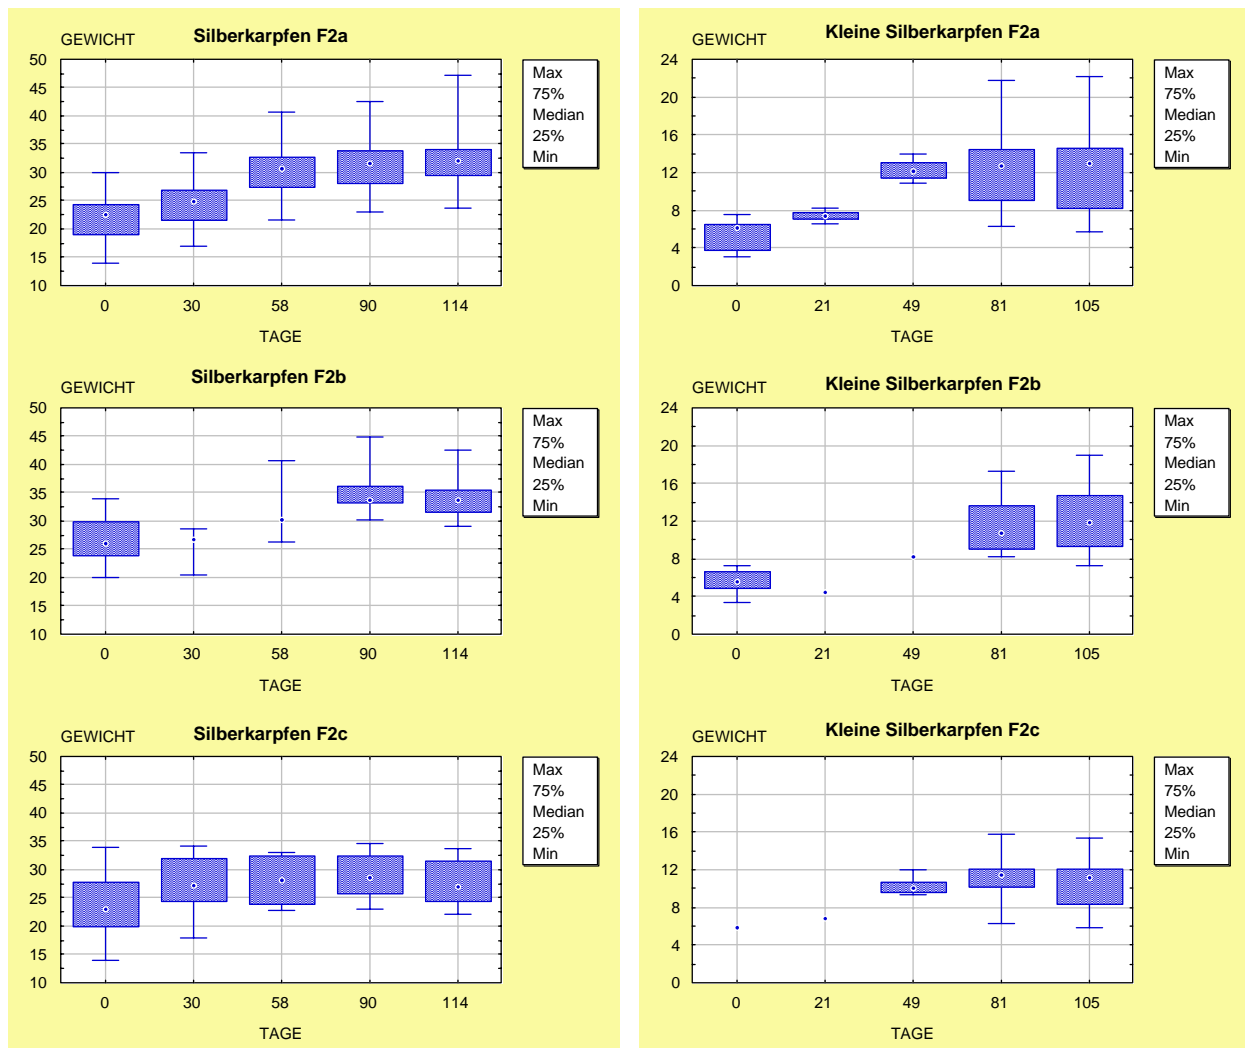 GEWICHT
Silberkarpfen F2a
50
45
40
35
30
25
20
15
10
0 30 58 90 114
TAGE
Max
75%
Median
25%
Min
GEWICHT
Kleine Silberkarpfen F2a
24
20
16
12
8
4
0
0 21 49 81 105
TAGE
Max
75%
Median
25%
Min
GEWICHT
Silberkarpfen F2b
50
45
40
35
30
25
20
15
10
0 30 58 90 114
TAGE
Max
75%
Median
25%
Min
GEWICHT
Kleine Silberkarpfen F2b
24
20
16
12
8
4
0
0 21 49 81 105
TAGE
Max
75%
Median
25%
Min
GEWICHT
Silberkarpfen F2c
50
45
40
35
30
25
20
15
10
0 30 58 90 114
TAGE
Max
75%
Median
25%
Min
GEWICHT
Kleine Silberkarpfen F2c
24
20
16
12
8
4
0
0 21 49 81 105
TAGE
Max
75%
Median
25%
Min